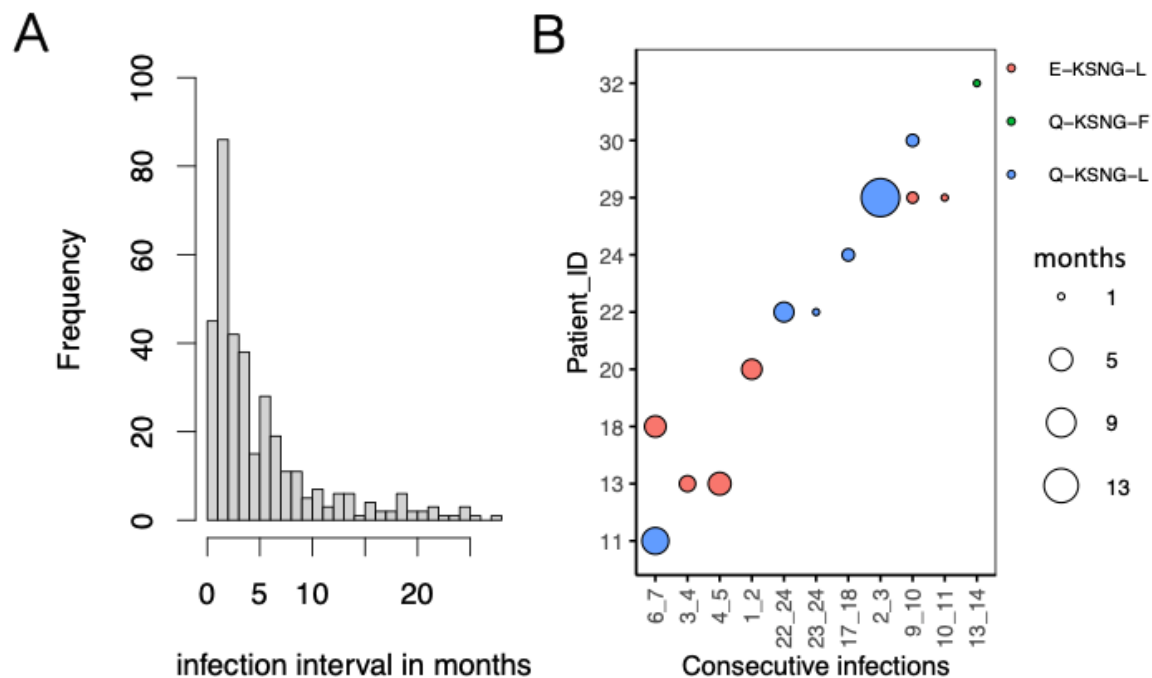 A
Frequency
100
80
60
40
20
0
0 5 10 20
infection interval in months
B
Patient_ID
32
30
29
24
22
20
18
13
11
6_7
3_4
4_5
1_2
22_24
23_24
17_18
2_3
9_10
10_11
13_14
Consecutive infections
E-KSNG-L
Q-KSNG-F
Q-KSNG-L
months
1
5
9
13